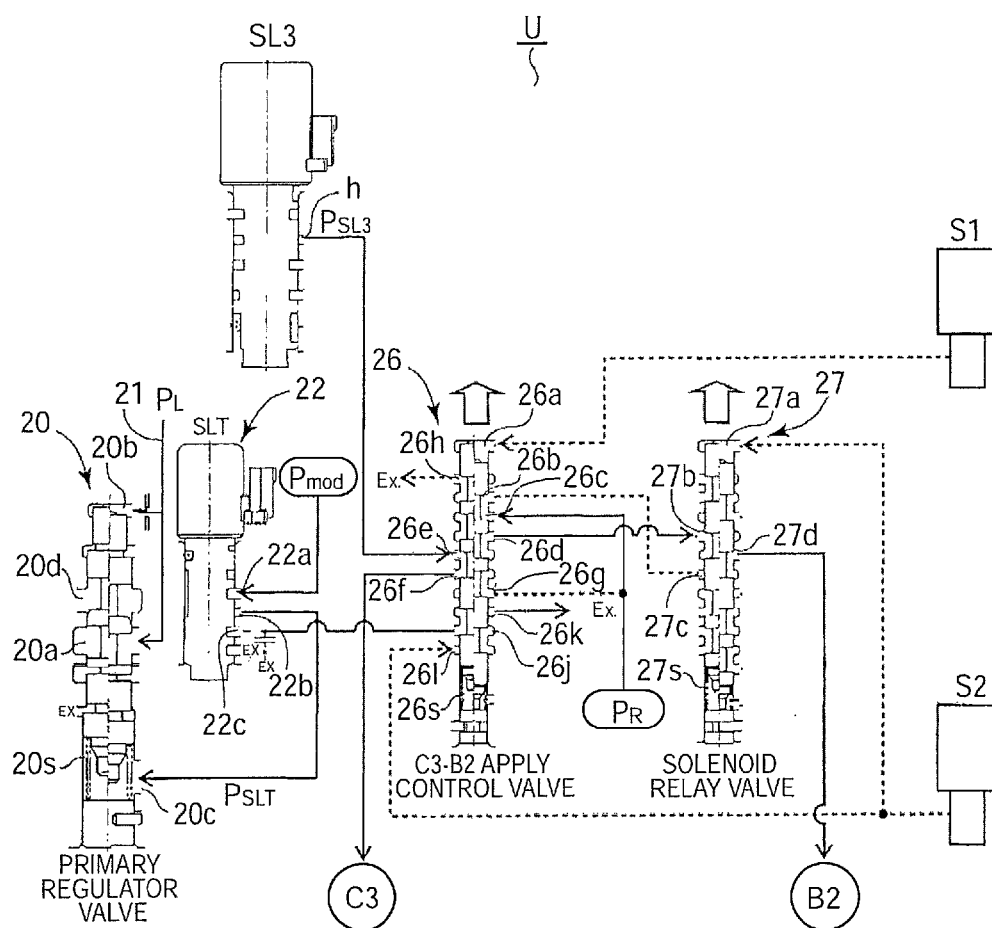 U
SL3
h
PSL3
S1
26
21
PL
22
20
SLT
20b
Pmod
26a
27a
27
26h
26b
Ex.
26c
27b
26e
26d
27d
20d
22a
26f
26g
Ex.
27c
20a
26k
EX
EX
22b
26l
26j
22c
26s
27s
PR
S2
EX
20s
PSLT
20c
C3-B2 APPLY
CONTROL VALVE
SOLENOID
RELAY VALVE
PRIMARY
REGULATOR
VALVE
C3
B2